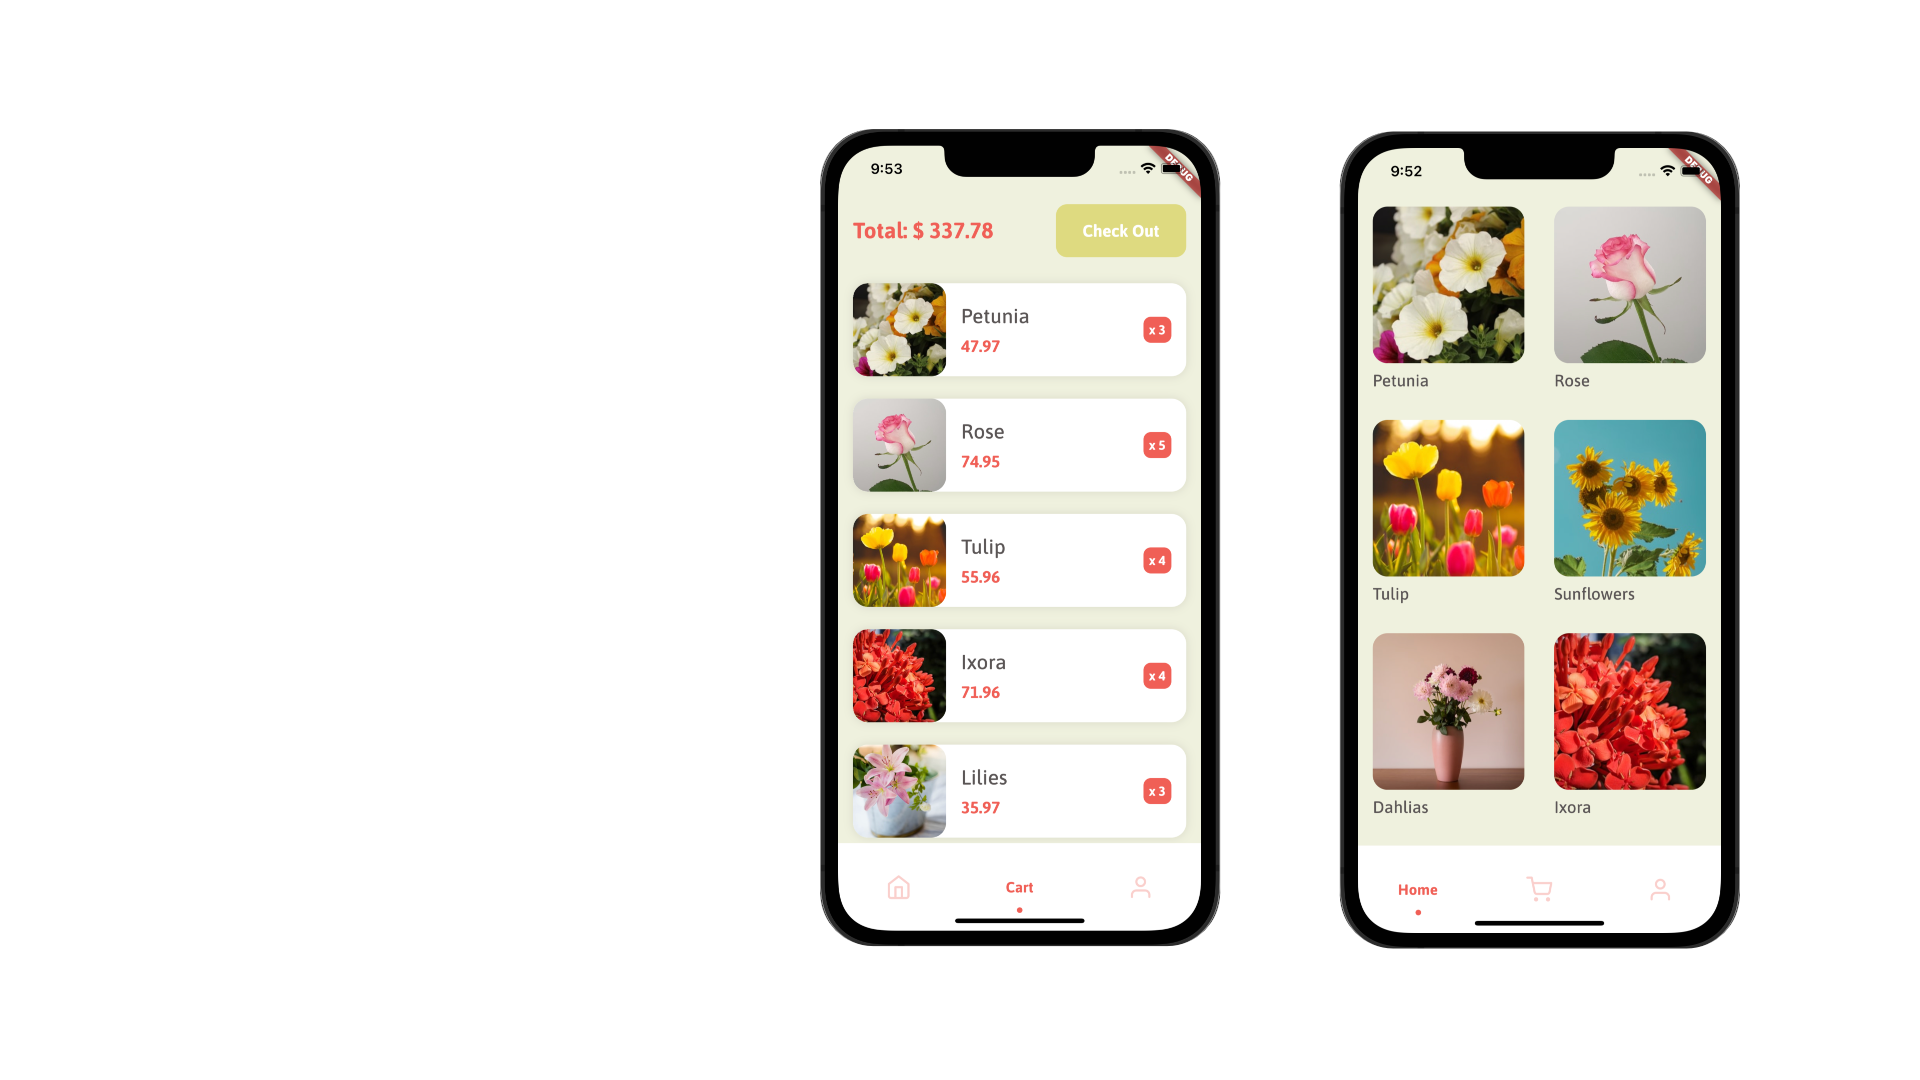 9:53
DEBUG
Total: $ 337.78
Check Out
Petunia
47.97
x 3
Rose
74.95
x 5
Tulip
55.96
x 4
Ixora
71.96
x 4
Lilies
35.97
x 3
Cart
9:52
DEBUG
Petunia
Rose
Tulip
Sunflowers
Dahlias
Ixora
Home